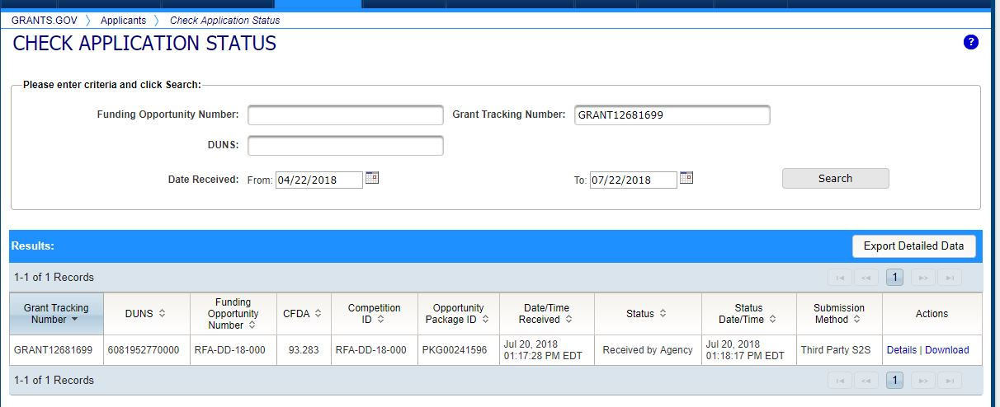 GRANTS.GOV > Applicants > Check Application Status
CHECK APPLICATION STATUS
?
Please enter criteria and click Search:
Funding Opportunity Number: Grant Tracking Number: GRANT12681699
DUNS:
Date Received: From: 04/22/2018 To: 07/22/2018 Search
Results: Export Detailed Data
1-1 of 1 Records 1
Grant Tracking Number DUNS Funding Opportunity Number CFDA Competition ID Opportunity Package ID Date/Time Received Status Status Date/Time Submission Method Actions
GRANT12681699 6081952770000 RFA-DD-18-000 93.283 RFA-DD-18-000 PKG00241596 Jul 20, 2018 01:17:28 PM EDT Received by Agency Jul 20, 2018 01:18:17 PM EDT Third Party S2S Details | Download
1-1 of 1 Records 1